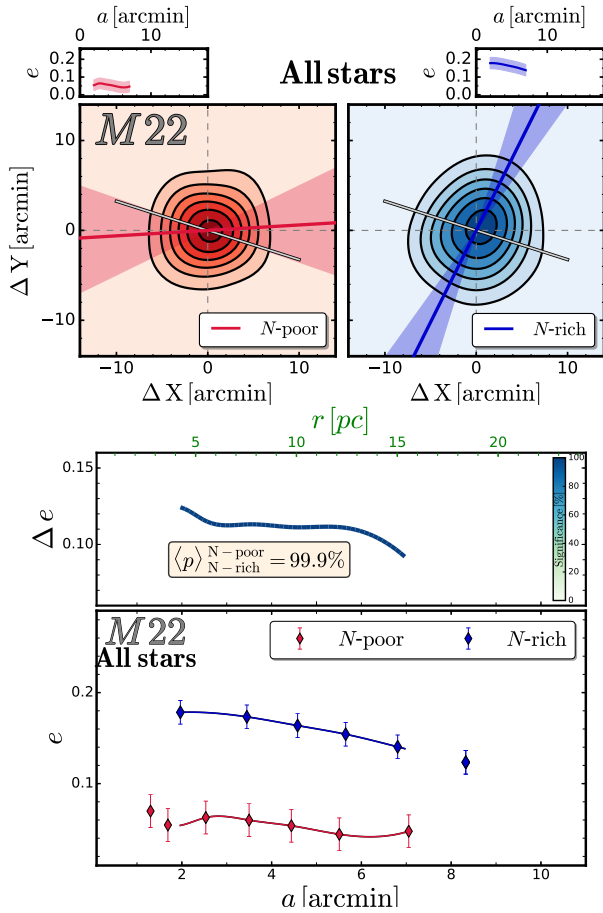 a [arcmin]
a [arcmin]
0 10
0 10
e
0.2
0.1
0.0
All stars
e
0.2
0.1
0.0
M 22
Δ Y [arcmin]
10
0
−10
N-poor
N-rich
−10 0 10
−10 0 10
Δ X [arcmin]
Δ X [arcmin]
r [pc]
5 10 15 20
Δ e
0.15
0.10
⟨p⟩ N−poor N−rich = 99.9%
Significance [%]
100
80
60
40
20
0
M 22
All stars
N-poor
N-rich
e
0.2
0.1
2 4 6 8 10
a [arcmin]